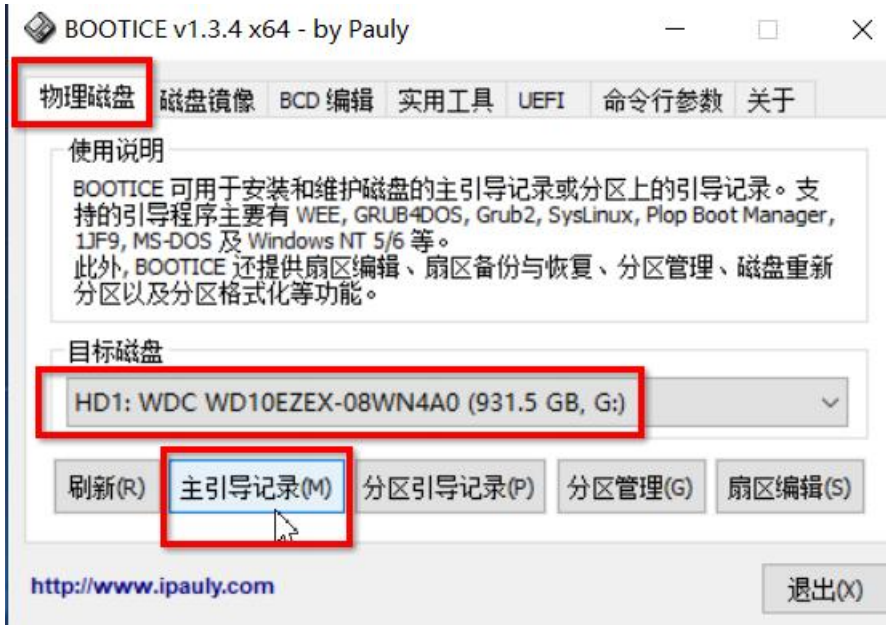 BOOTICE v1.3.4 x64 - by Pauly
物理磁盘 磁盘镜像 BCD 编辑 实用工具 UEFI 命令行参数 关于
使用说明
BOOTICE 可用于安装和维护磁盘的主引导记录或分区上的引导记录。支
持的引导程序主要有 WEE, GRUB4DOS, Grub2, SysLinux, Plop Boot Manager,
1JF9, MS-DOS 及 Windows NT 5/6 等。
此外, BOOTICE 还提供扇区编辑、扇区备份与恢复、分区管理、磁盘重新
分区以及分区格式化等功能。
目标磁盘
HD1: WDC WD10EZEX-08WN4A0 (931.5 GB, G:)
刷新(R) 主引导记录(M) 分区引导记录(P) 分区管理(G) 扇区编辑(S)
http://www.ipauly.com 退出(X)